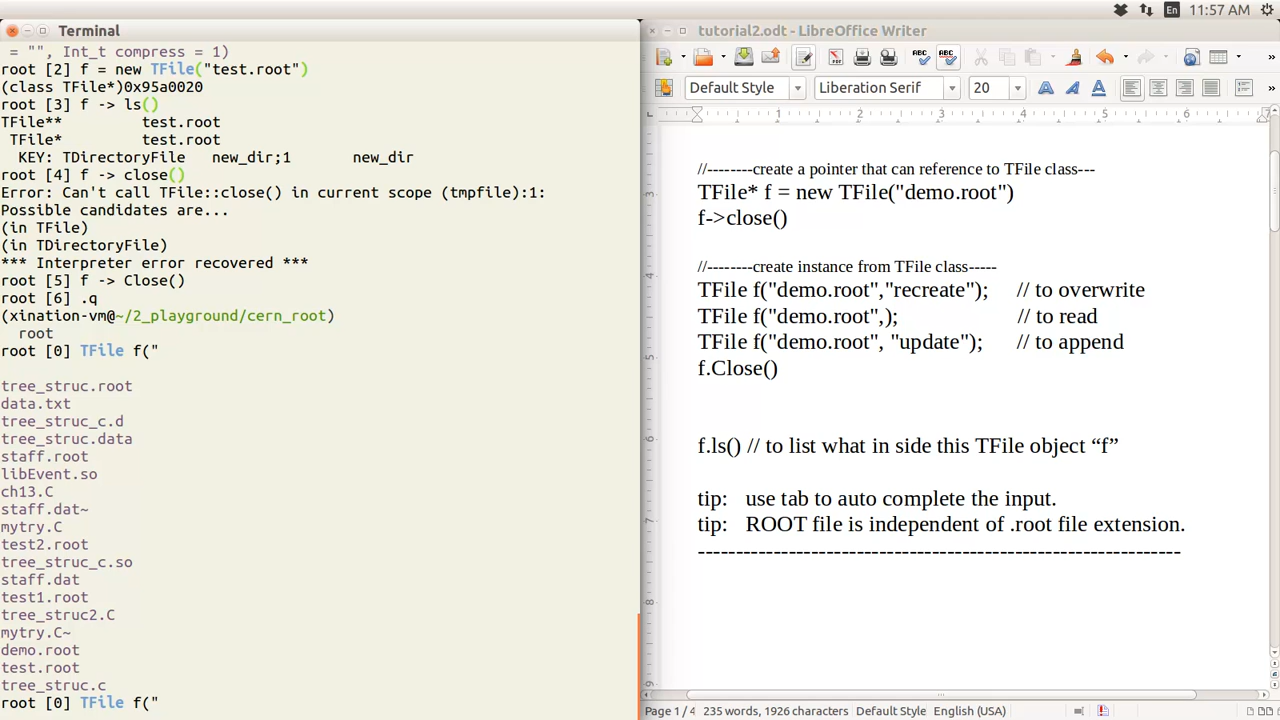 En 11:57 AM
Terminal
= "", Int_t compress = 1)
root [2] f = new TFile("test.root")
(class TFile*)0x95a0020
root [3] f -> ls()
TFile** test.root
TFile* test.root
KEY: TDirectoryFile new_dir;1 new_dir
root [4] f -> close()
Error: Can't call TFile::close() in current scope (tmpfile):1:
Possible candidates are...
(in TFile)
(in TDirectoryFile)
*** Interpreter error recovered ***
root [5] f -> Close()
root [6] .q
(xination-vm@~/2_playground/cern_root)
root
root [0] TFile f("
tree_struc.root
data.txt
tree_struc_c.d
tree_struc.data
staff.root
libEvent.so
ch13.C
staff.dat~
mytry.C
test2.root
tree_struc_c.so
staff.dat
test1.root
tree_struc2.C
mytry.C~
demo.root
test.root
tree_struc.c
root [0] TFile f("
tutorial2.odt - LibreOffice Writer
Default Style Liberation Serif 20
1 2 3 4 5 6 7
//--------create a pointer that can reference to TFile class---
TFile* f = new TFile("demo.root")
f->close()
//--------create instance from TFile class-----
TFile f("demo.root","recreate"); // to overwrite
TFile f("demo.root",); // to read
TFile f("demo.root", "update"); // to append
f.Close()
f.ls() // to list what in side this TFile object “f”
tip: use tab to auto complete the input.
tip: ROOT file is independent of .root file extension.
------------------------------------------------------------
Page 1 / 4 235 words, 1926 characters Default Style English (USA)